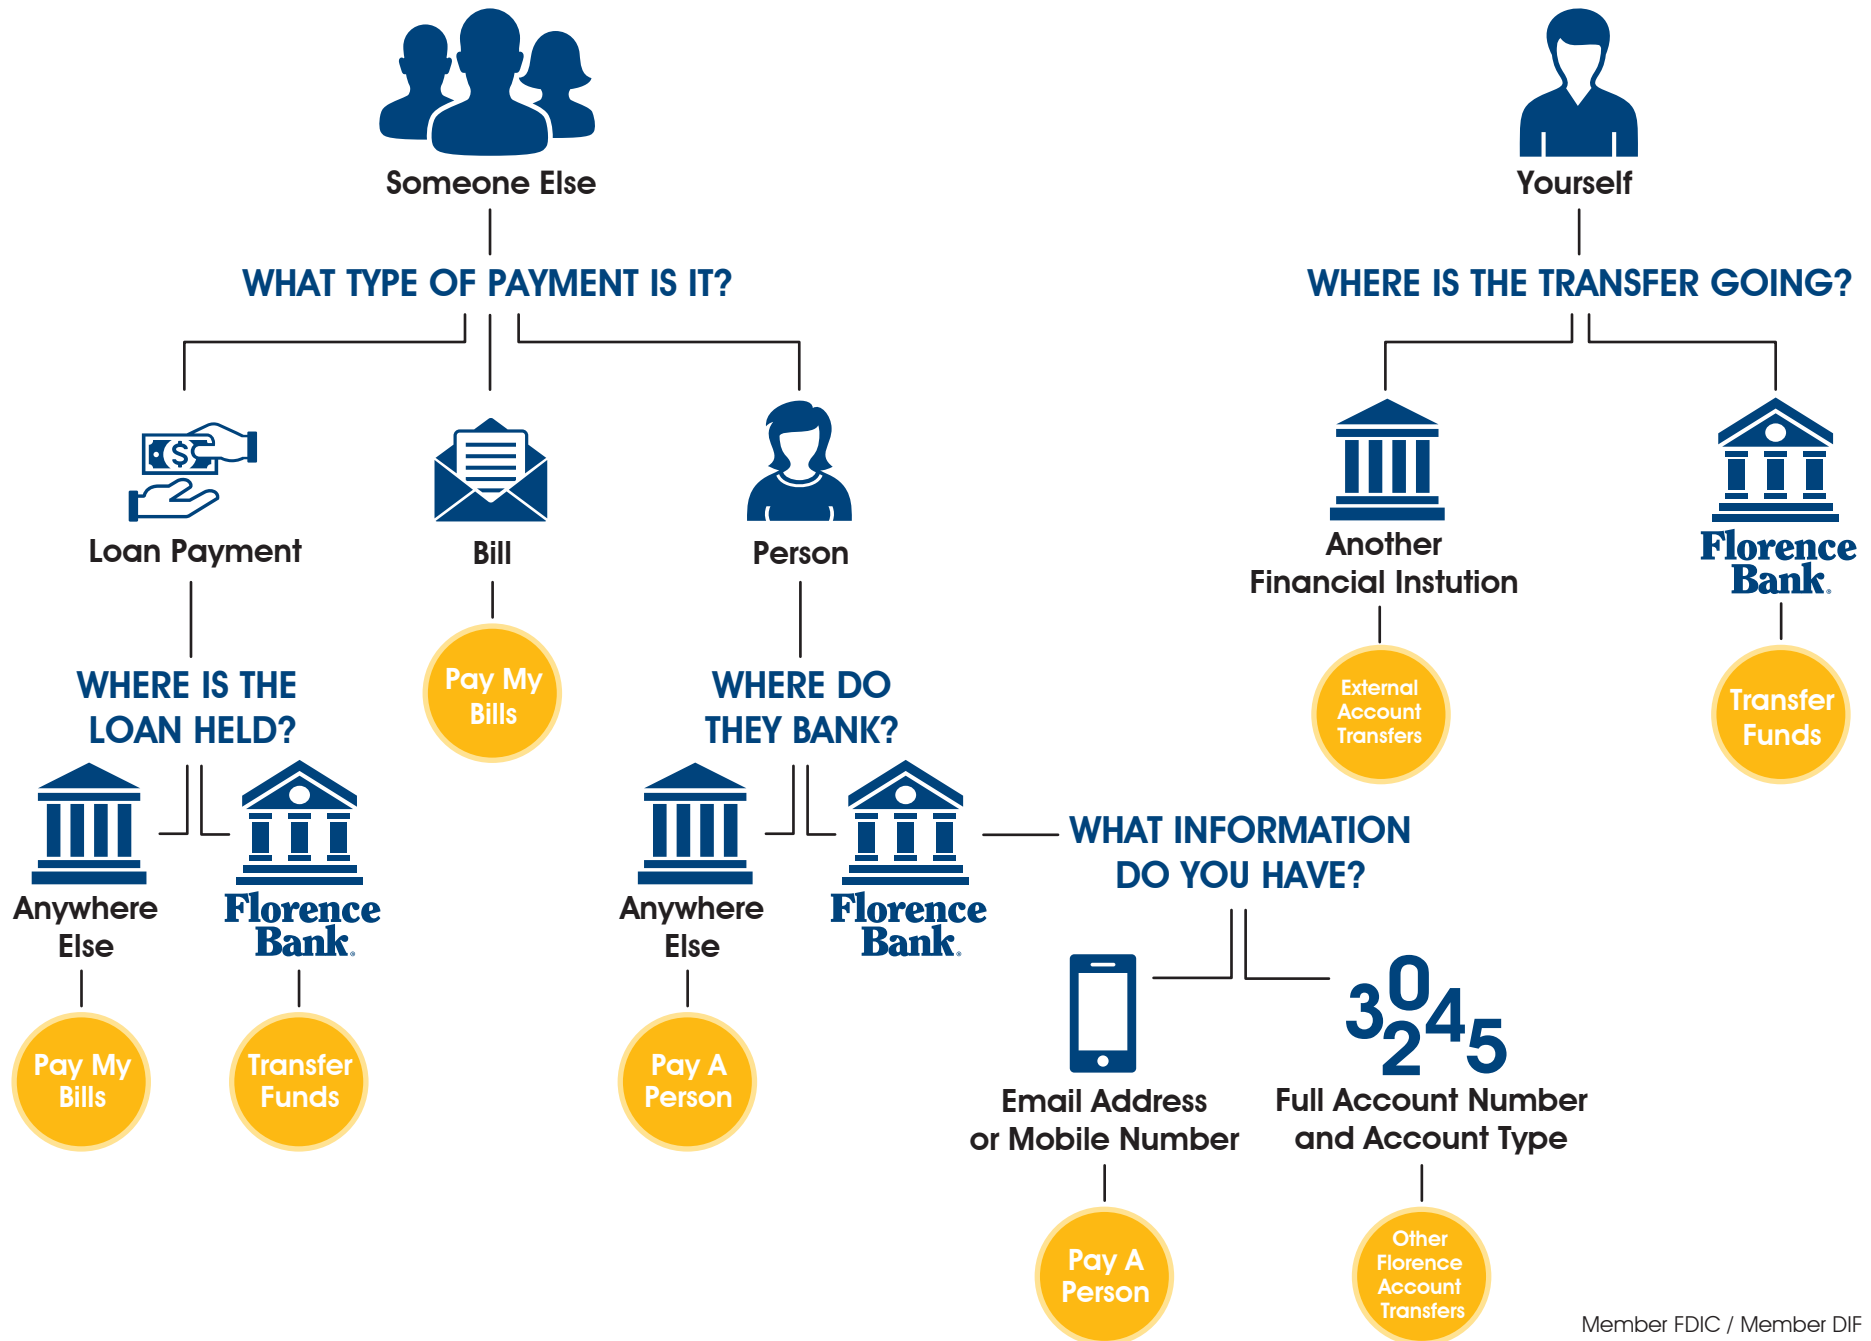 Someone Else
Yourself
WHAT TYPE OF PAYMENT IS IT?
WHERE IS THE TRANSFER GOING?
Loan Payment
Bill
Person
Another
Financial Instution
Florence
Bank®
WHERE IS THE
LOAN HELD?
Pay My
Bills
WHERE DO
THEY BANK?
External
Account
Transfers
Transfer
Funds
Anywhere
Else
Florence
Bank®
Anywhere
Else
Florence
Bank®
WHAT INFORMATION
DO YOU HAVE?
Pay My
Bills
Transfer
Funds
Pay A
Person
3 0 2 4 5
Email Address
or Mobile Number
Full Account Number
and Account Type
Pay A
Person
Other
Florence
Account
Transfers
Member FDIC / Member DIF